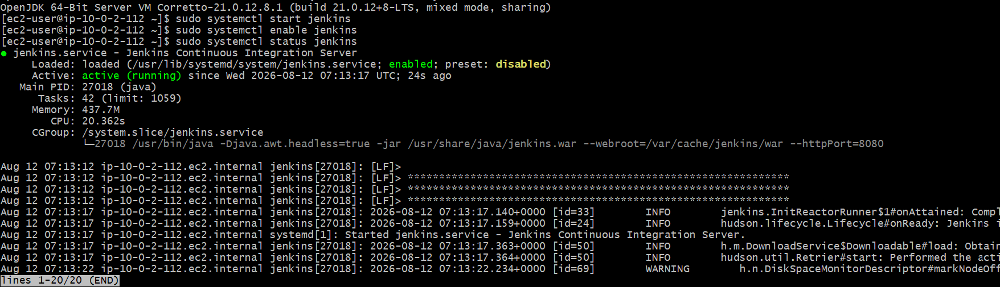 OpenJDK 64-Bit Server VM Corretto-21.0.12.8.1 (build 21.0.12+8-LTS, mixed mode, sharing)
[ec2-user@ip-10-0-2-112 ~]$ sudo systemctl start jenkins
[ec2-user@ip-10-0-2-112 ~]$ sudo systemctl enable jenkins
[ec2-user@ip-10-0-2-112 ~]$ sudo systemctl status jenkins
● jenkins.service - Jenkins Continuous Integration Server
     Loaded: loaded (/usr/lib/systemd/system/jenkins.service; enabled; preset: disabled)
     Active: active (running) since Wed 2026-08-12 07:13:17 UTC; 24s ago
   Main PID: 27018 (java)
      Tasks: 42 (limit: 1059)
     Memory: 437.7M
        CPU: 20.362s
     CGroup: /system.slice/jenkins.service
             └─27018 /usr/bin/java -Djava.awt.headless=true -jar /usr/share/java/jenkins.war --webroot=/var/cache/jenkins/war --httpPort=8080
Aug 12 07:13:12 ip-10-0-2-112.ec2.internal jenkins[27018]: [LF]>
Aug 12 07:13:12 ip-10-0-2-112.ec2.internal jenkins[27018]: [LF]> *************************************************************
Aug 12 07:13:12 ip-10-0-2-112.ec2.internal jenkins[27018]: [LF]> *************************************************************
Aug 12 07:13:12 ip-10-0-2-112.ec2.internal jenkins[27018]: [LF]> *************************************************************
Aug 12 07:13:17 ip-10-0-2-112.ec2.internal jenkins[27018]: 2026-08-12 07:13:17.140+0000 [id=33]        INFO        jenkins.InitReactorRunner$1#onAttained: Compl
Aug 12 07:13:17 ip-10-0-2-112.ec2.internal jenkins[27018]: 2026-08-12 07:13:17.159+0000 [id=24]        INFO        hudson.lifecycle.Lifecycle#onReady: Jenkins i
Aug 12 07:13:17 ip-10-0-2-112.ec2.internal systemd[1]: Started jenkins.service - Jenkins Continuous Integration Server.
Aug 12 07:13:17 ip-10-0-2-112.ec2.internal jenkins[27018]: 2026-08-12 07:13:17.363+0000 [id=50]        INFO        h.m.DownloadService$Downloadable#load: Obtain
Aug 12 07:13:17 ip-10-0-2-112.ec2.internal jenkins[27018]: 2026-08-12 07:13:17.364+0000 [id=50]        INFO        hudson.util.Retrier#start: Performed the acti
Aug 12 07:13:22 ip-10-0-2-112.ec2.internal jenkins[27018]: 2026-08-12 07:13:22.234+0000 [id=69]        WARNING        h.n.DiskSpaceMonitorDescriptor#markNodeOff
lines 1-20/20 (END)